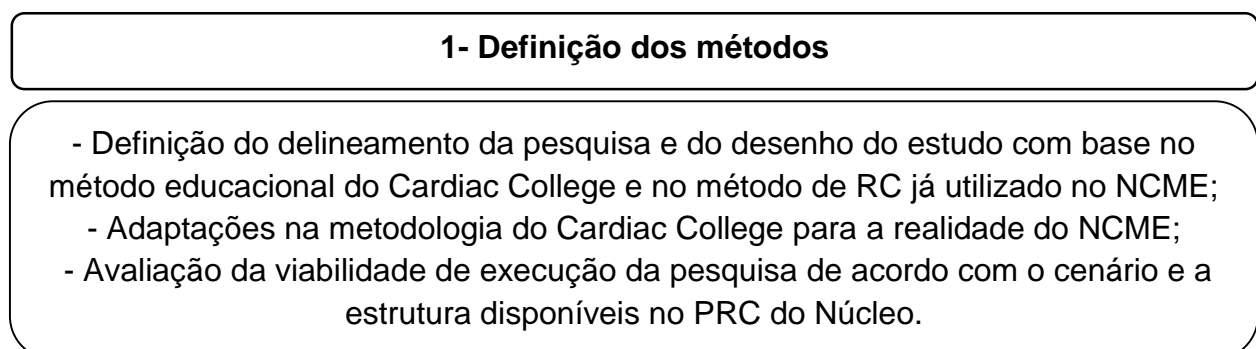 1- Definição dos métodos
- Definição do delineamento da pesquisa e do desenho do estudo com base no
método educacional do Cardiac College e no método de RC já utilizado no NCME;
- Adaptações na metodologia do Cardiac College para a realidade do NCME;
- Avaliação da viabilidade de execução da pesquisa de acordo com o cenário e a
estrutura disponíveis no PRC do Núcleo.